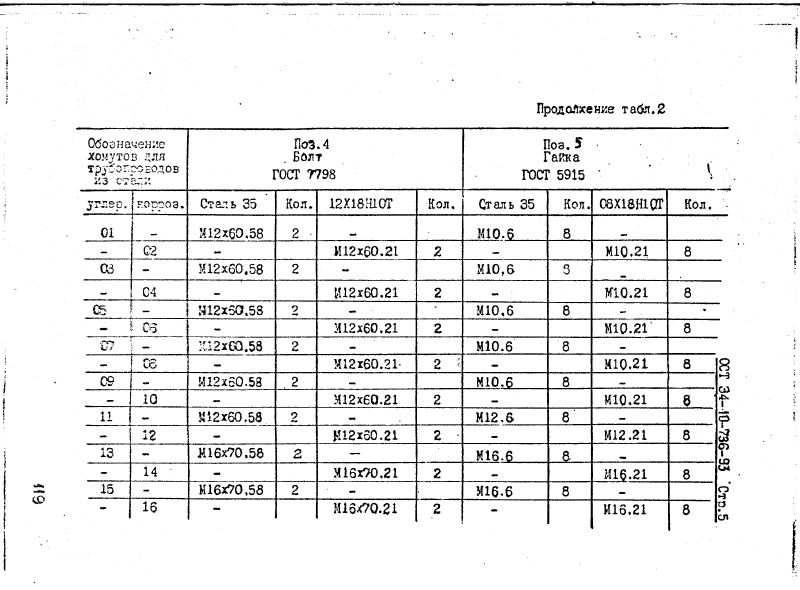 Продолжение табл.2
Обозначение хомутов для трубопроводов из стали | Поз.4 Болт ГОСТ 7798 | Поз. 5 Гайка ГОСТ 5915
углер. | корроз. | Сталь 35 | Кол. | 12Х18Н10Т | Кол. | Сталь 35 | Кол. | 08Х18Н10Т | Кол.
01 | – | М12х60.58 | 2 | – | | М10.6 | 8 | – |
– | 02 | – | | М12х60.21 | 2 | – | | М10.21 | 8
03 | – | М12х60.58 | 2 | – | | М10.6 | 8 | – |
– | 04 | – | | М12х60.21 | 2 | – | | М10.21 | 8
05 | – | М12х60.58 | 2 | – | | М10.6 | 8 | – |
– | 06 | – | | М12х60.21 | 2 | – | | М10.21 | 8
07 | – | М12х60.58 | 2 | – | | М10.6 | 8 | – |
– | 08 | – | | М12х60.21 | 2 | – | | М10.21 | 8
09 | – | М12х60.58 | 2 | – | | М10.6 | 8 | – |
– | 10 | – | | М12х60.21 | 2 | – | | М10.21 | 8
11 | – | М12х60.58 | 2 | – | | М12.6 | 8 | – |
– | 12 | – | | М12х60.21 | 2 | – | | М12.21 | 8
13 | – | М16х70.58 | 2 | – | | М16.6 | 8 | – |
– | 14 | – | | М16х70.21 | 2 | – | | М16.21 | 8
15 | – | М16х70.58 | 2 | – | | М16.6 | 8 | – |
– | 16 | – | | М16х70.21 | 2 | – | | М16.21 | 8
ОСТ 34-10-736-93 Стр.5
119